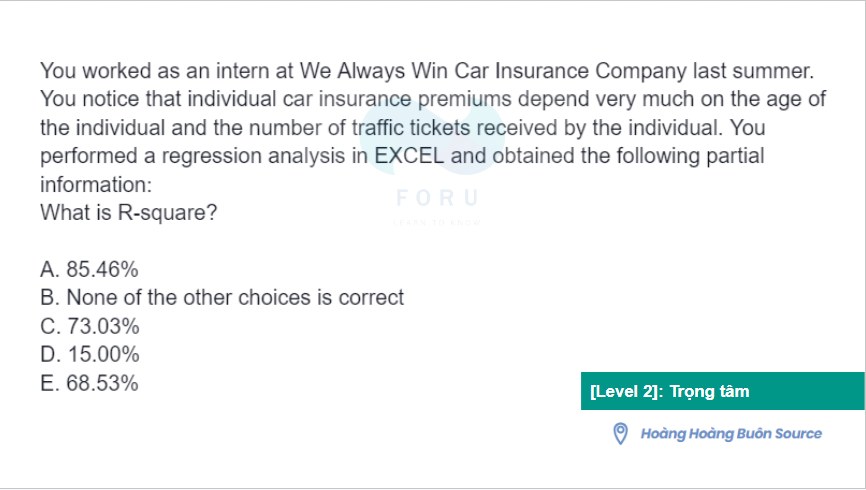 You worked as an intern at We Always Win Car Insurance Company last summer.
You notice that individual car insurance premiums depend very much on the age of
the individual and the number of traffic tickets received by the individual. You
performed a regression analysis in EXCEL and obtained the following partial
information:
What is R-square?
FORU
A. 85.46%
B. None of the other choices is correct
C. 73.03%
D. 15.00%
E. 68.53%
[Level 2]: Trọng tâm
Hoàng Hoàng Buôn Source